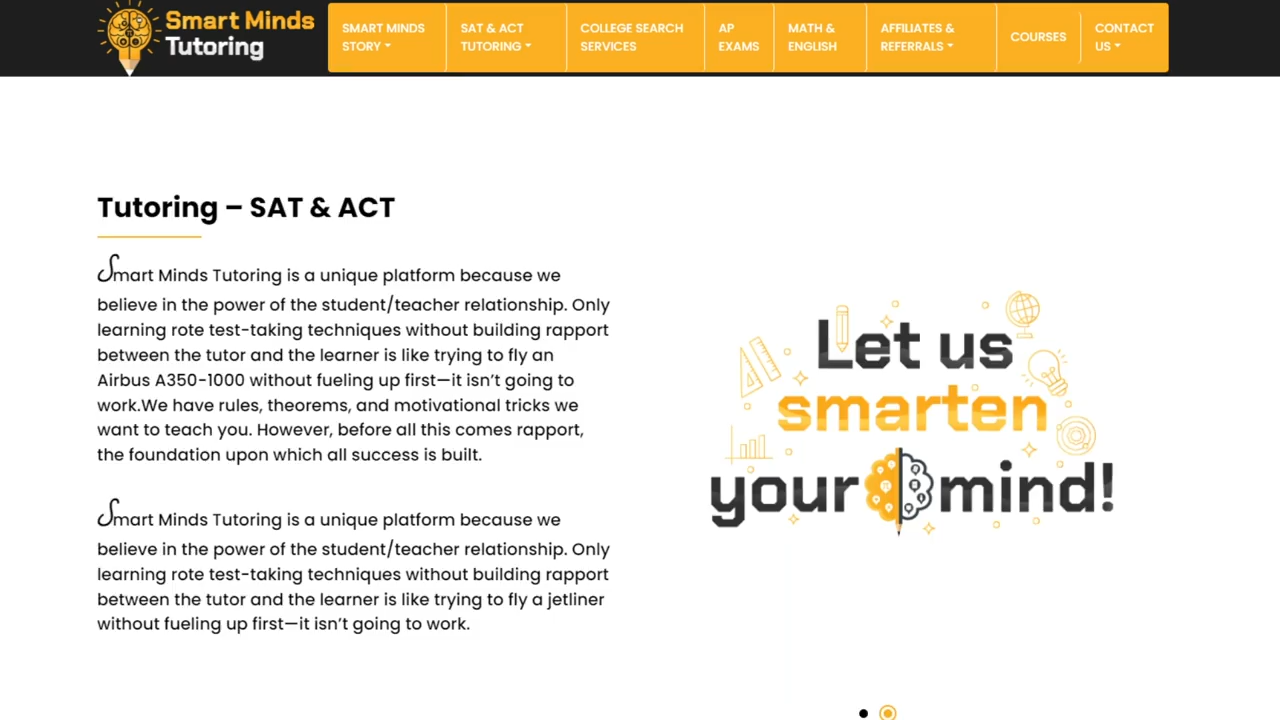 Smart Minds
Tutoring
SMART MINDS
STORY
SAT & ACT
TUTORING
COLLEGE SEARCH
SERVICES
AP
EXAMS
MATH &
ENGLISH
AFFILIATES &
REFERRALS
COURSES
CONTACT
US
Tutoring – SAT & ACT
Smart Minds Tutoring is a unique platform because we
believe in the power of the student/teacher relationship. Only
learning rote test-taking techniques without building rapport
between the tutor and the learner is like trying to fly an
Airbus A350-1000 without fueling up first—it isn’t going to
work.We have rules, theorems, and motivational tricks we
want to teach you. However, before all this comes rapport,
the foundation upon which all success is built.
Smart Minds Tutoring is a unique platform because we
believe in the power of the student/teacher relationship. Only
learning rote test-taking techniques without building rapport
between the tutor and the learner is like trying to fly a jetliner
without fueling up first—it isn’t going to work.
Let us
smarten
your mind!